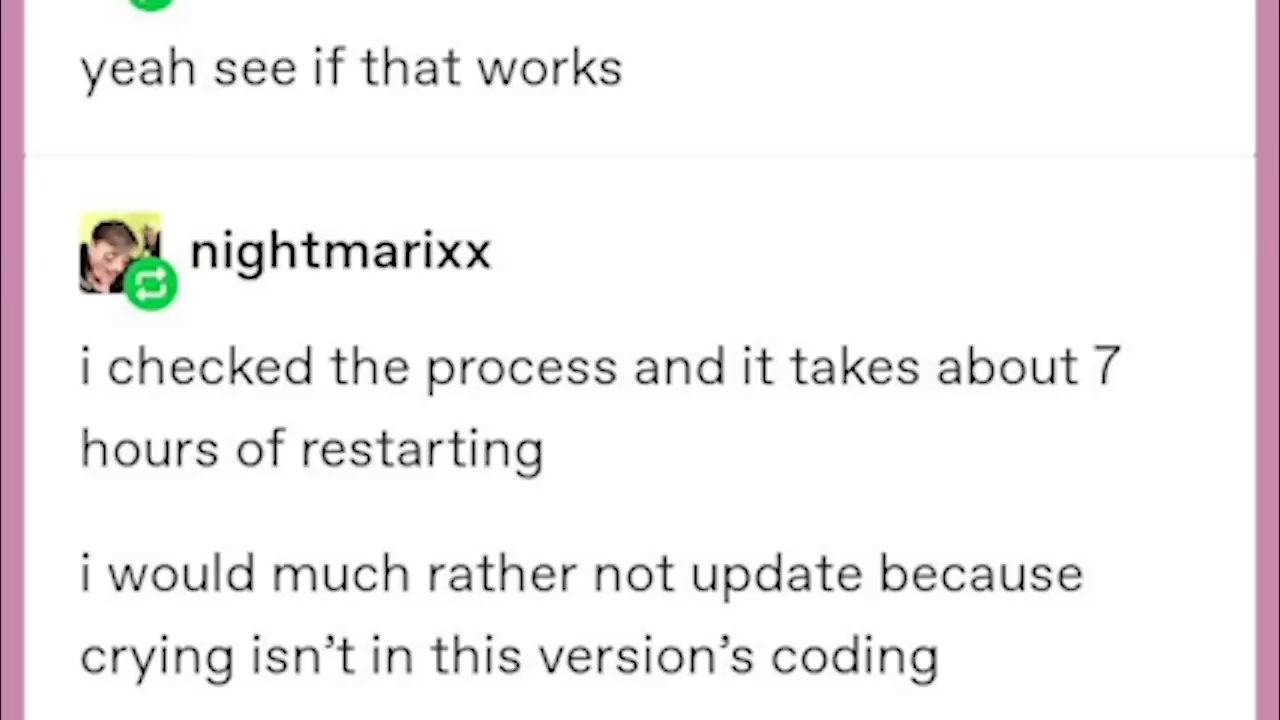 yeah see if that works
nightmarixx
i checked the process and it takes about 7
hours of restarting
i would much rather not update because
crying isn’t in this version’s coding